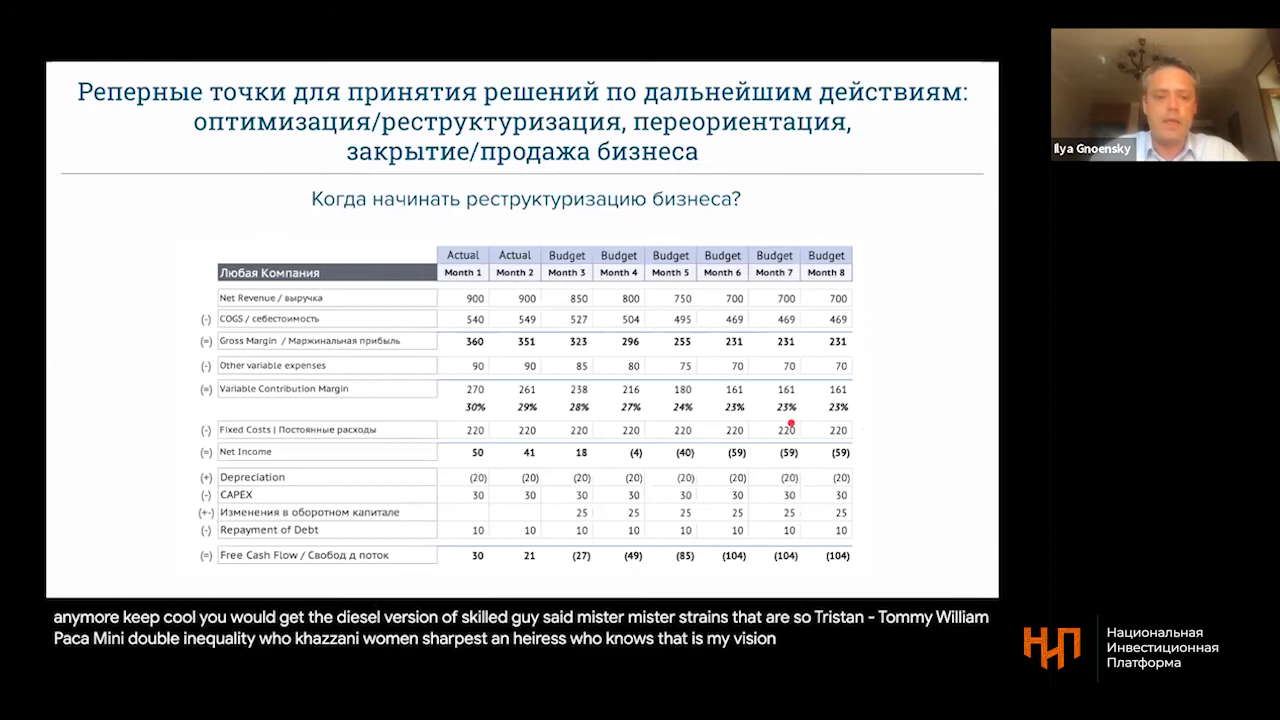 Реперные точки для принятия решений по дальнейшим действиям:
оптимизация/реструктуризация, переориентация,
закрытие/продажа бизнеса
Когда начинать реструктуризацию бизнеса?
Actual Actual Budget Budget Budget Budget Budget Budget
Любая Компания Month 1 Month 2 Month 3 Month 4 Month 5 Month 6 Month 7 Month 8
Net Revenue / выручка 900 900 850 800 750 700 700 700
(-) COGS / себестоимость 540 549 527 504 495 469 469 469
(=) Gross Margin / Маржинальная прибыль 360 351 323 296 255 231 231 231
(-) Other variable expenses 90 90 85 80 75 70 70 70
(=) Variable Contribution Margin 270 261 238 216 180 161 161 161
30% 29% 28% 27% 24% 23% 23% 23%
(-) Fixed Costs | Постоянные расходы 220 220 220 220 220 220 220 220
(=) Net Income 50 41 18 (4) (40) (59) (59) (59)
(+) Depreciation (20) (20) (20) (20) (20) (20) (20) (20)
(-) CAPEX 30 30 30 30 30 30 30 30
(+-) Изменения в оборотном капитале 25 25 25 25 25 25
(-) Repayment of Debt 10 10 10 10 10 10 10 10
(=) Free Cash Flow / Свобод д поток 30 21 (27) (49) (85) (104) (104) (104)
Ilya Gnoensky
anymore keep cool you would get the diesel version of skilled guy said mister mister strains that are so Tristan - Tommy William
Paca Mini double inequality who khazzani women sharpest an heiress who knows that is my vision
НИП
Национальная
Инвестиционная
Платформа